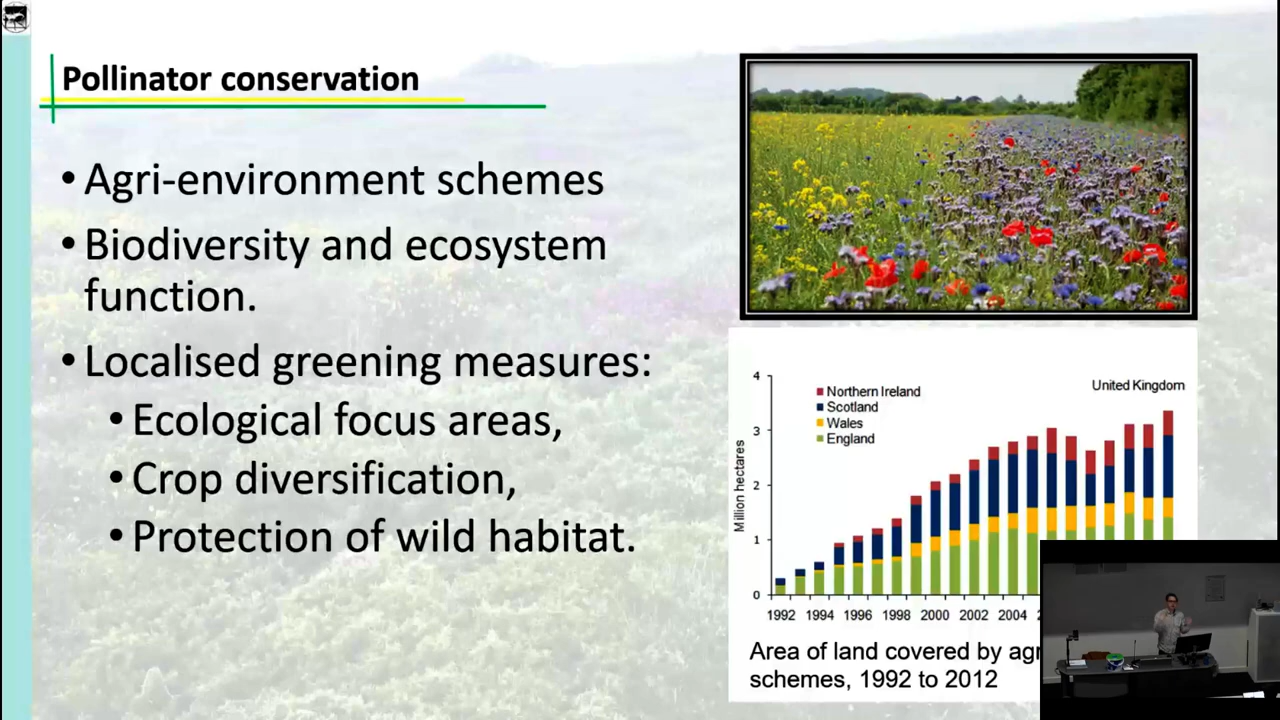 Pollinator conservation
• Agri-environment schemes
• Biodiversity and ecosystem
function.
• Localised greening measures:
• Ecological focus areas,
• Crop diversification,
• Protection of wild habitat.
4
3
2
1
0
Million hectares
United Kingdom
Northern Ireland
Scotland
Wales
England
1992 1994 1996 1998 2000 2002 2004
Area of land covered by agr
schemes, 1992 to 2012